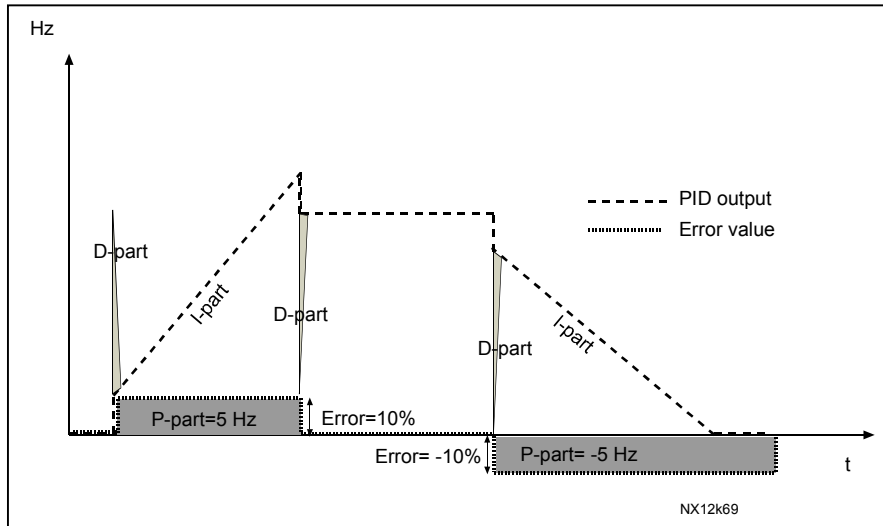 Hz
PID output
Error value
D-part
I-part
D-part
D-part
I-part
P-part=5 Hz
Error=10%
Error= -10%
P-part= -5 Hz
t
NX12k69